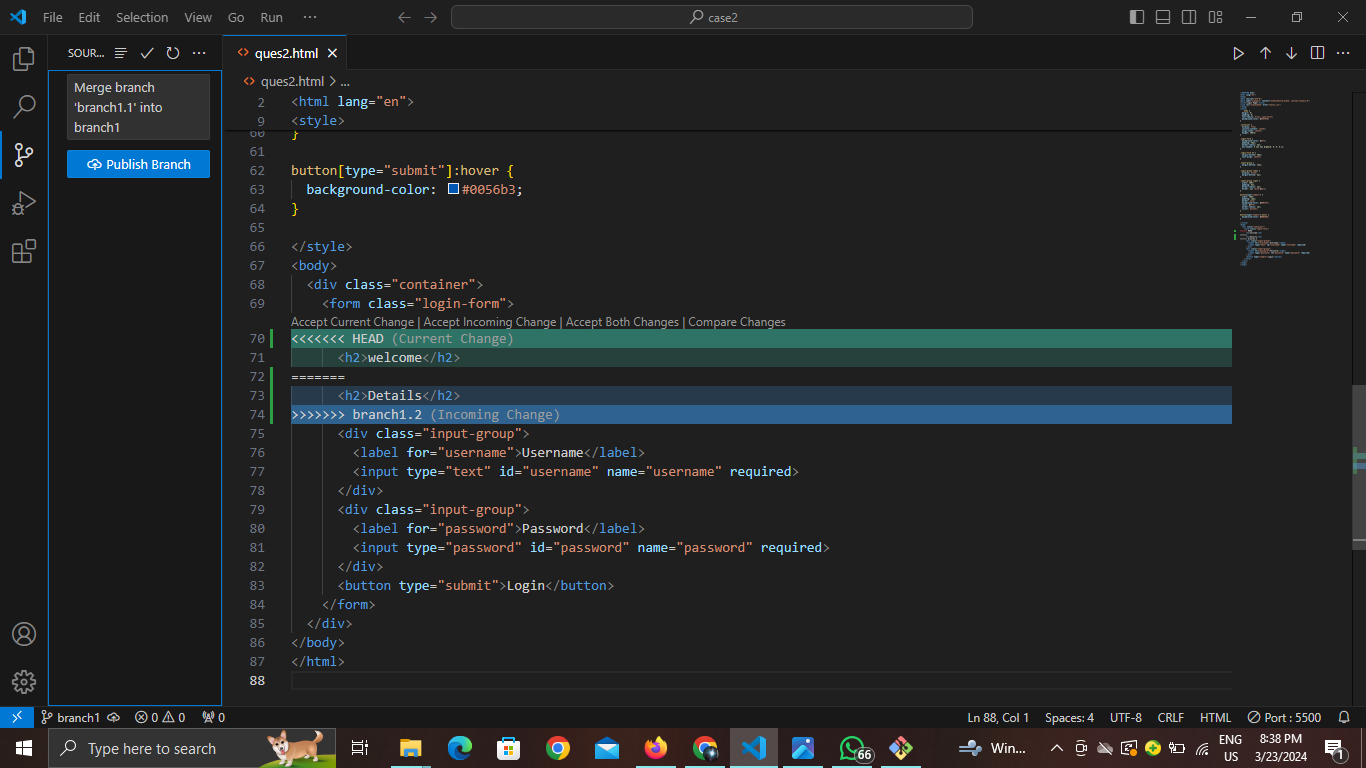 File Edit Selection View Go Run ···
case2
SOUR...
ques2.html
ques2.html > ...
Merge branch
'branch1.1' into
branch1
Publish Branch
2 <html lang="en">
9 <style>
60 }
61
62 button[type="submit"]:hover {
63 background-color: #0056b3;
64 }
65
66 </style>
67 <body>
68 <div class="container">
69 <form class="login-form">
Accept Current Change | Accept Incoming Change | Accept Both Changes | Compare Changes
70 <<<<<<< HEAD (Current Change)
71 <h2>welcome</h2>
72 =======
73 <h2>Details</h2>
74 >>>>>>> branch1.2 (Incoming Change)
75 <div class="input-group">
76 <label for="username">Username</label>
77 <input type="text" id="username" name="username" required>
78 </div>
79 <div class="input-group">
80 <label for="password">Password</label>
81 <input type="password" id="password" name="password" required>
82 </div>
83 <button type="submit">Login</button>
84 </form>
85 </div>
86 </body>
87 </html>
88
branch1 0 0 0 Ln 88, Col 1 Spaces: 4 UTF-8 CRLF HTML Port : 5500
Type here to search
66
Win...
ENG
US
8:38 PM
3/23/2024
1